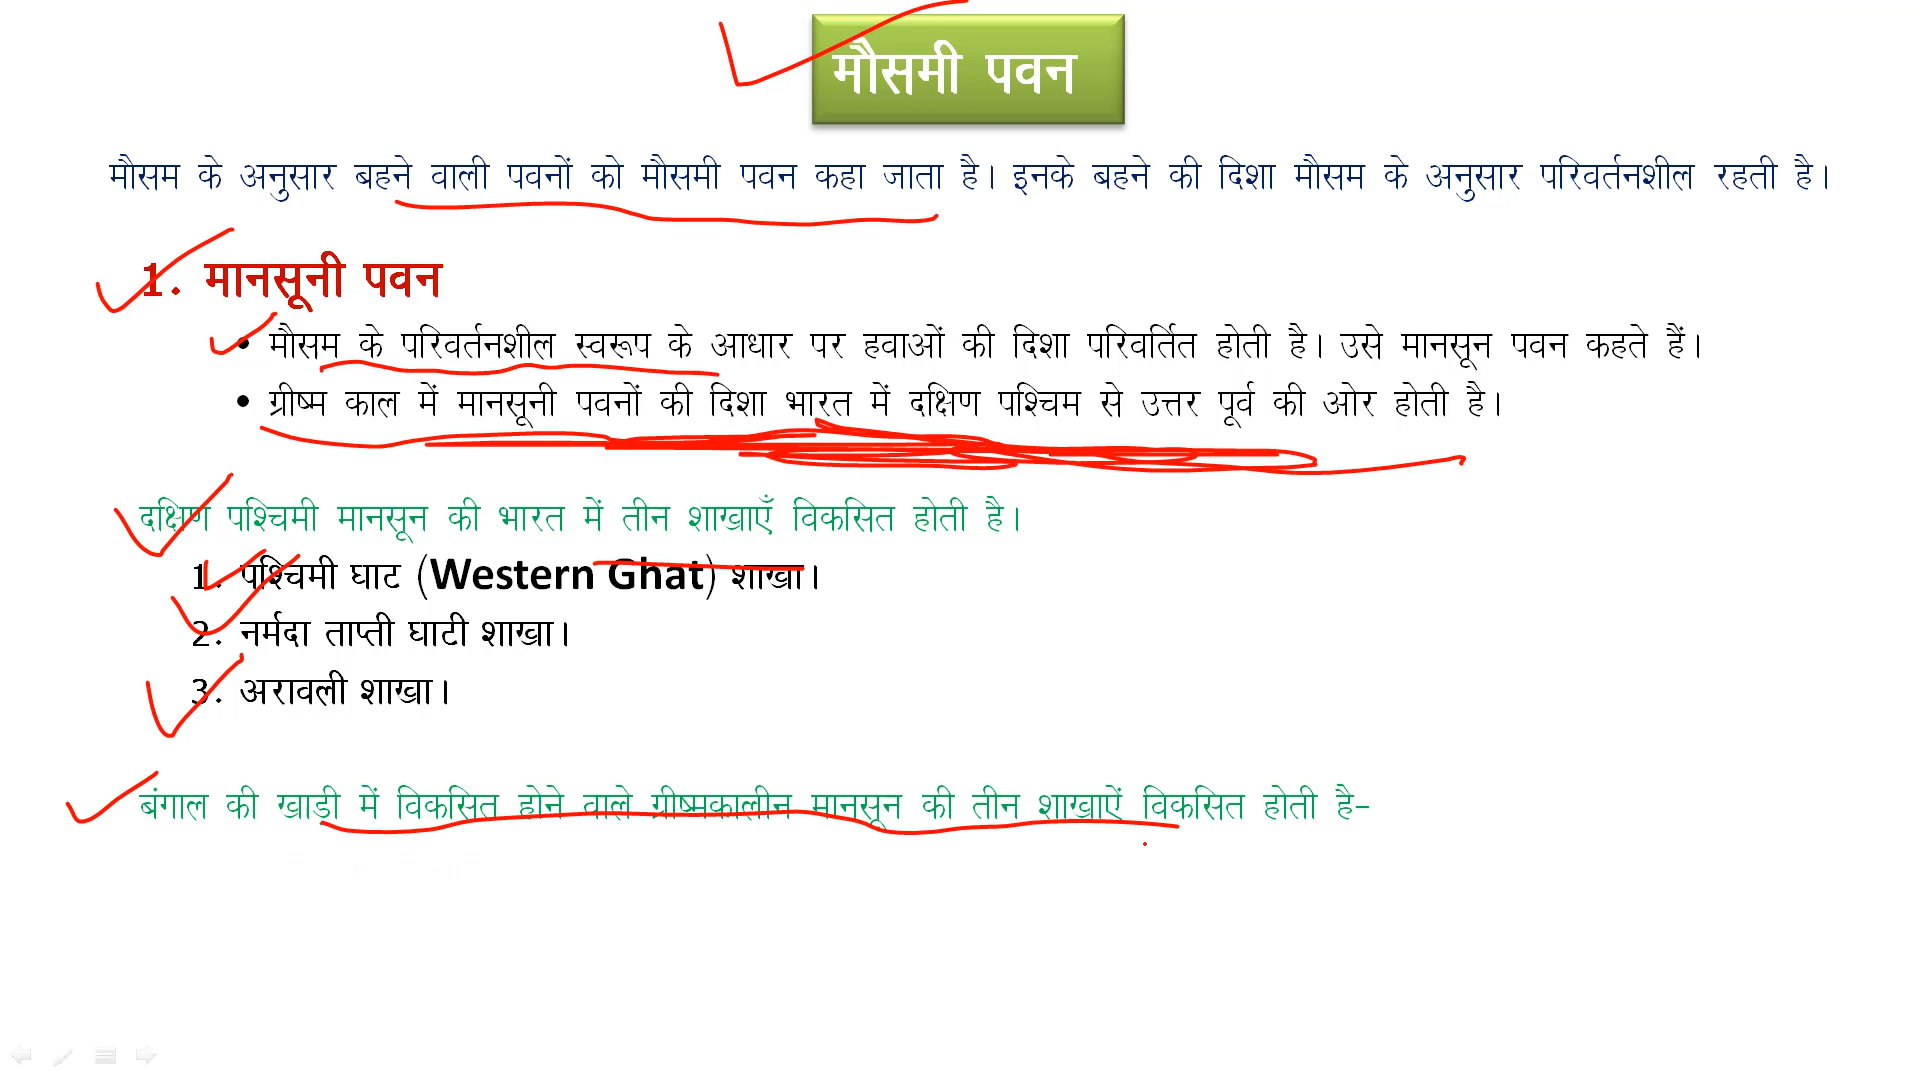 मौसमी पवन
मौसम के अनुसार बहने वाली पवनों को मौसमी पवन कहा जाता है। इनके बहने की दिशा मौसम के अनुसार परिवर्तनशील रहती है।
1. मानसूनी पवन
• मौसम के परिवर्तनशील स्वरूप के आधार पर हवाओं की दिशा परिवर्तित होती है। उसे मानसून पवन कहते हैं।
• ग्रीष्म काल में मानसूनी पवनों की दिशा भारत में दक्षिण पश्चिम से उत्तर पूर्व की ओर होती है।
दक्षिण पश्चिमी मानसून की भारत में तीन शाखाएँ विकसित होती है।
1. पश्चिमी घाट (Western Ghat) शाखा।
2. नर्मदा ताप्ती घाटी शाखा।
3. अरावली शाखा।
बंगाल की खाड़ी में विकसित होने वाले ग्रीष्मकालीन मानसून की तीन शाखाऐं विकसित होती है-